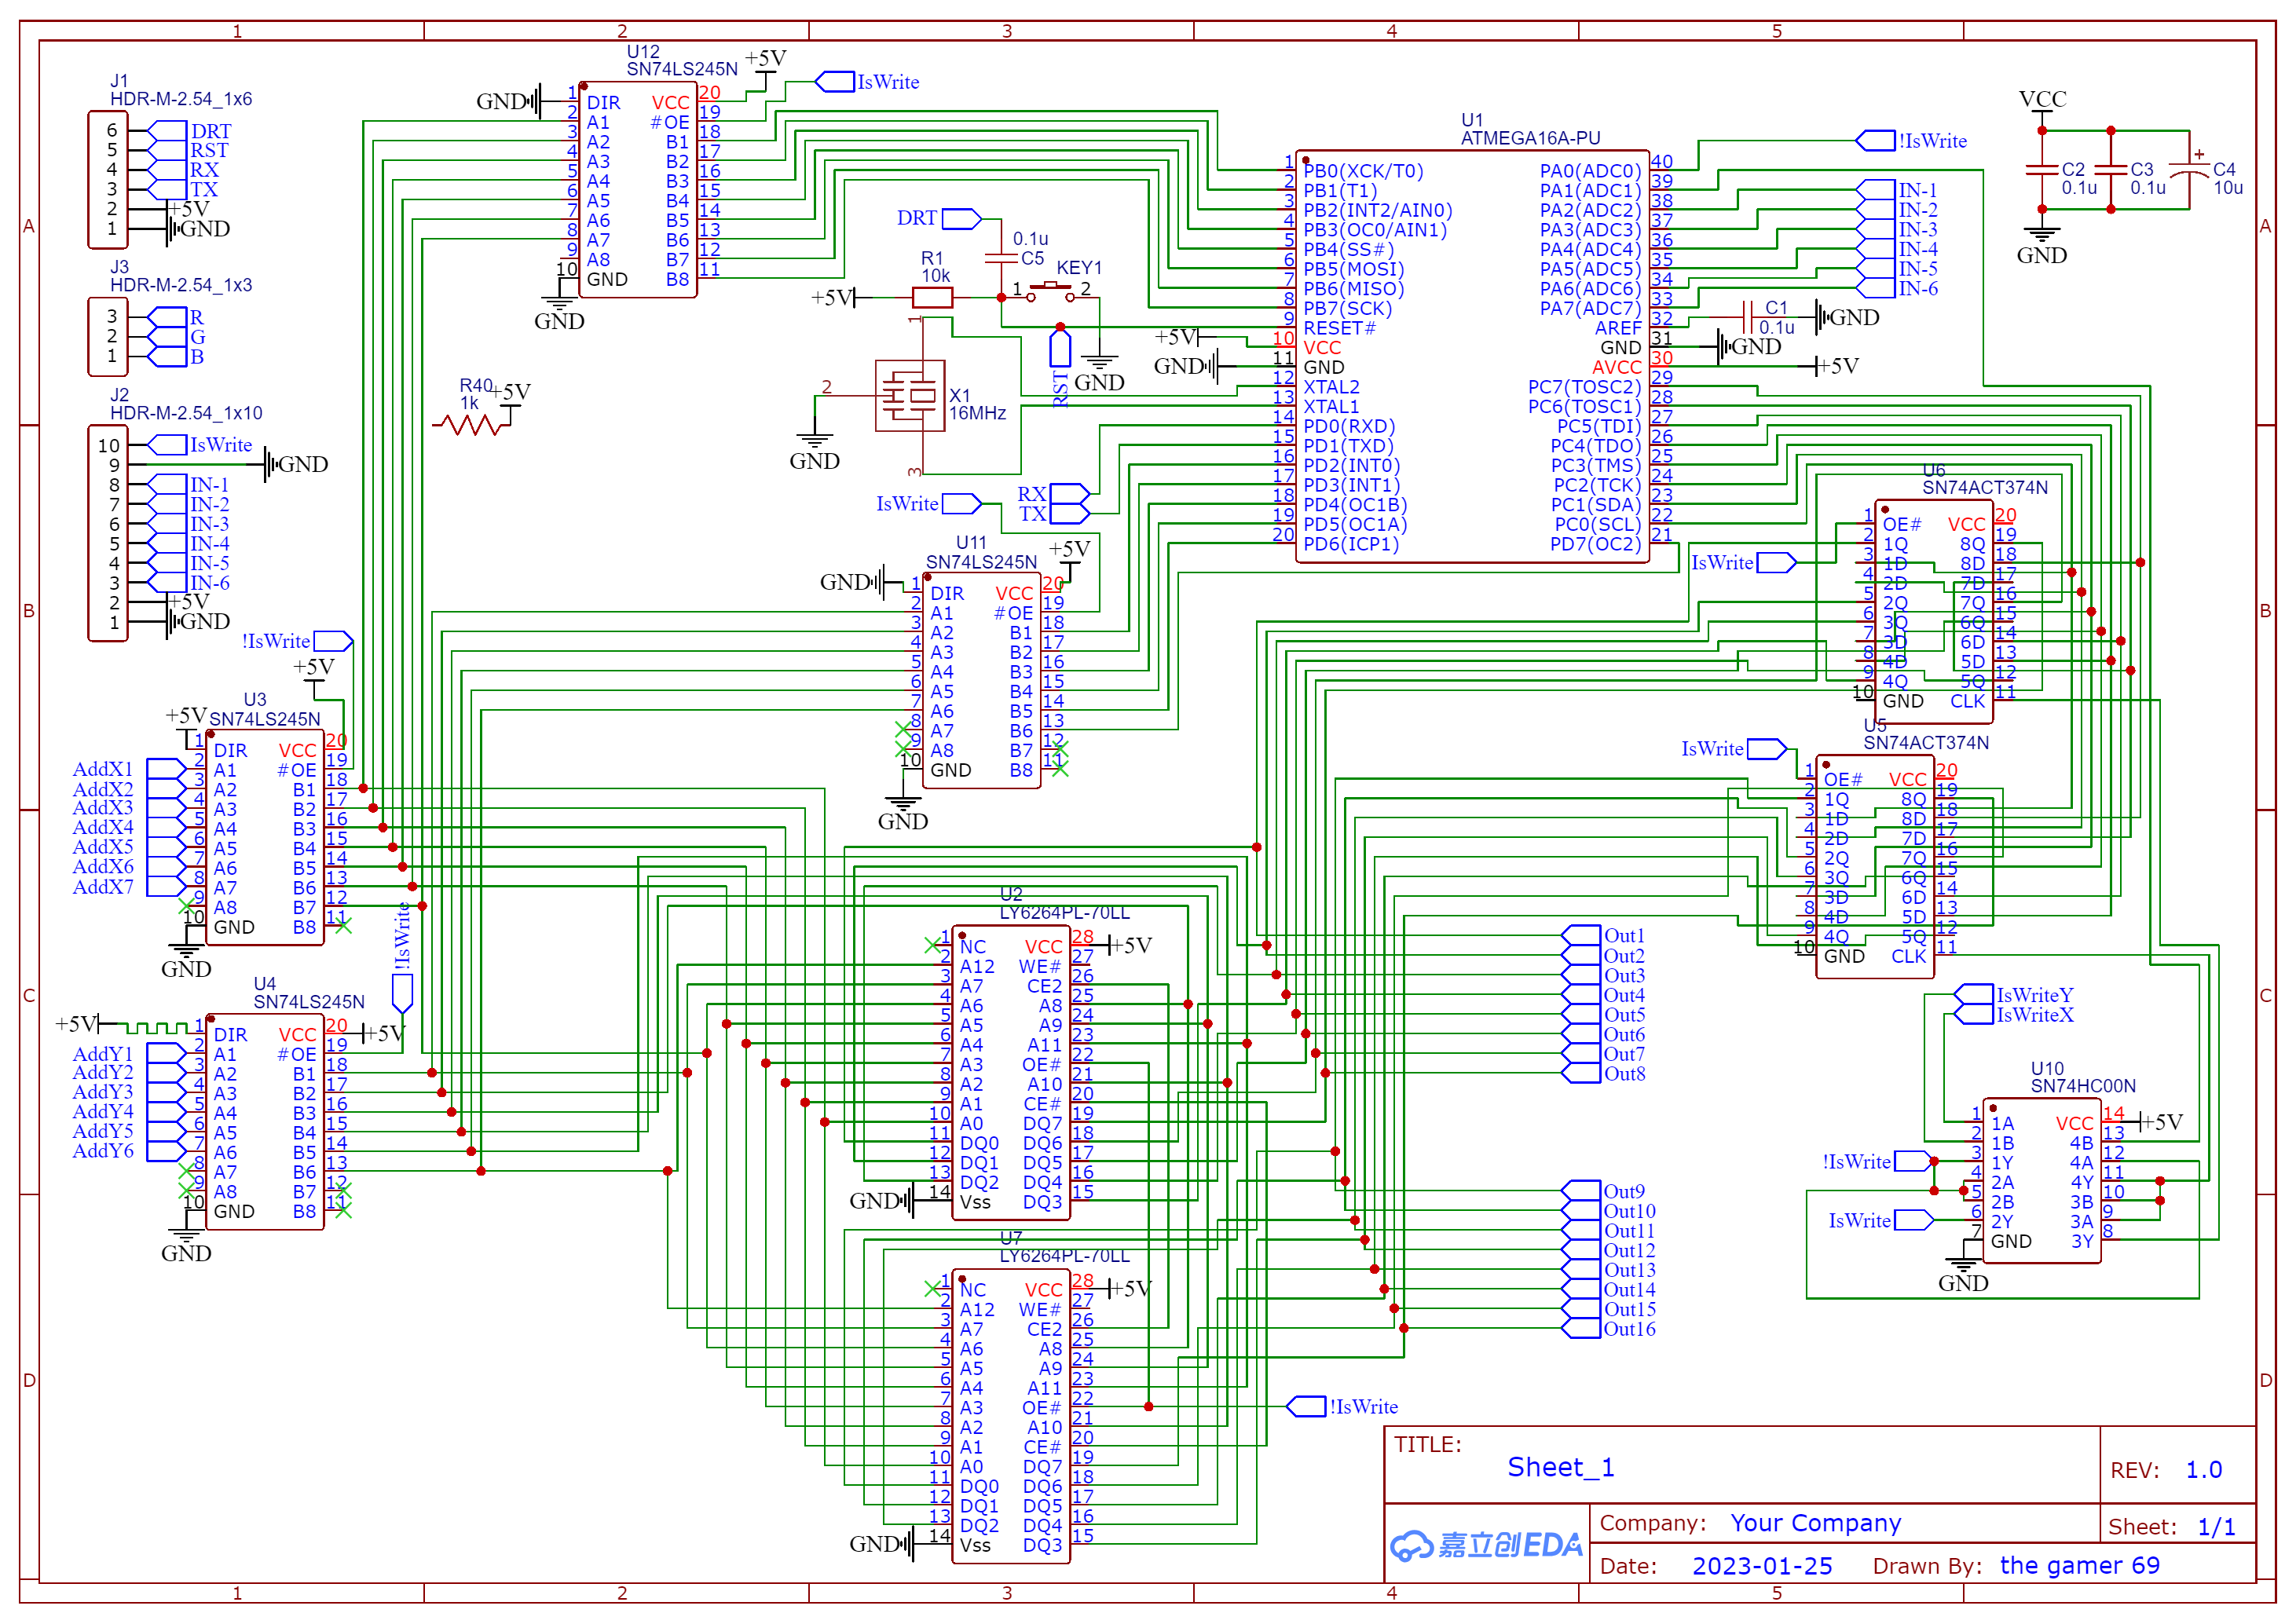 1 2 3 4 5
A
B
C
D
J1
HDR-M-2.54_1x6
6 DRT
5 RST
4 RX
3 TX
2 +5V
1 GND
J3
HDR-M-2.54_1x3
3 R
2 G
1 B
J2
HDR-M-2.54_1x10
10 IsWrite
9 GND
8 IN-1
7 IN-2
6 IN-3
5 IN-4
4 IN-5
3 IN-6
2 +5V
1 GND
R40
1k
+5V
U12
SN74LS245N
+5V
IsWrite
GND 1 DIR VCC 20
2 A1 #OE 19
3 A2 B1 18
4 A3 B2 17
5 A4 B3 16
6 A5 B4 15
7 A6 B5 14
8 A7 B6 13
9 A8 B7 12
10 GND B8 11
GND
DRT
0.1u
C5
R1
10k
+5V
KEY1
1 2
GND
RST
1
2
3
X1
16MHz
GND
IsWrite
RX
TX
U1
ATMEGA16A-PU
1 PB0(XCK/T0) PA0(ADC0) 40
2 PB1(T1) PA1(ADC1) 39
3 PB2(INT2/AIN0) PA2(ADC2) 38
4 PB3(OC0/AIN1) PA3(ADC3) 37
5 PB4(SS#) PA4(ADC4) 36
6 PB5(MOSI) PA5(ADC5) 35
7 PB6(MISO) PA6(ADC6) 34
8 PB7(SCK) PA7(ADC7) 33
9 RESET# AREF 32
+5V 10 VCC GND 31
GND 11 GND AVCC 30
12 XTAL2 PC7(TOSC2) 29
13 XTAL1 PC6(TOSC1) 28
14 PD0(RXD) PC5(TDI) 27
15 PD1(TXD) PC4(TDO) 26
16 PD2(INT0) PC3(TMS) 25
17 PD3(INT1) PC2(TCK) 24
18 PD4(OC1B) PC1(SDA) 23
19 PD5(OC1A) PC0(SCL) 22
20 PD6(ICP1) PD7(OC2) 21
!IsWrite
IN-1
IN-2
IN-3
IN-4
IN-5
IN-6
C1
0.1u
GND
GND
+5V
VCC
C2
0.1u
C3
0.1u
+
C4
10u
GND
U11
SN74LS245N
+5V
GND 1 DIR VCC 20
2 A1 #OE 19
3 A2 B1 18
4 A3 B2 17
5 A4 B3 16
6 A5 B4 15
7 A6 B5 14
8 A7 B6 13
9 A8 B7 12
10 GND B8 11
GND
U6
SN74ACT374N
IsWrite
1 OE# VCC 20
2 1Q 8Q 19
3 1D 8D 18
4 2D 7D 17
5 2Q 7Q 16
6 3Q 6Q 15
7 3D 6D 14
8 4D 5D 13
9 4Q 5Q 12
10 GND CLK 11
U5
SN74ACT374N
IsWrite
1 OE# VCC 20
2 1Q 8Q 19
3 1D 8D 18
4 2D 7D 17
5 2Q 7Q 16
6 3Q 6Q 15
7 3D 6D 14
8 4D 5D 13
9 4Q 5Q 12
10 GND CLK 11
!IsWrite
+5V
U3
SN74LS245N
+5V
1 DIR VCC 20
AddX1 2 A1 #OE 19
AddX2 3 A2 B1 18
AddX3 4 A3 B2 17
AddX4 5 A4 B3 16
AddX5 6 A5 B4 15
AddX6 7 A6 B5 14
AddX7 8 A7 B6 13
9 A8 B7 12
10 GND B8 11
GND
!IsWrite
U4
SN74LS245N
+5V 1 DIR VCC 20 +5V
AddY1 2 A1 #OE 19
AddY2 3 A2 B1 18
AddY3 4 A3 B2 17
AddY4 5 A4 B3 16
AddY5 6 A5 B4 15
AddY6 7 A6 B5 14
8 A7 B6 13
9 A8 B7 12
10 GND B8 11
GND
U2
LY6264PL-70LL
1 NC VCC 28 +5V
2 A12 WE# 27
3 A7 CE2 26
4 A6 A8 25
5 A5 A9 24
6 A4 A11 23
7 A3 OE# 22
8 A2 A10 21
9 A1 CE# 20
10 A0 DQ7 19
11 DQ0 DQ6 18
12 DQ1 DQ5 17
13 DQ2 DQ4 16
GND 14 Vss DQ3 15
U7
LY6264PL-70LL
1 NC VCC 28 +5V
2 A12 WE# 27
3 A7 CE2 26
4 A6 A8 25
5 A5 A9 24
6 A4 A11 23
7 A3 OE# 22
8 A2 A10 21
9 A1 CE# 20
10 A0 DQ7 19
11 DQ0 DQ6 18
12 DQ1 DQ5 17
13 DQ2 DQ4 16
GND 14 Vss DQ3 15
!IsWrite
Out1
Out2
Out3
Out4
Out5
Out6
Out7
Out8
Out9
Out10
Out11
Out12
Out13
Out14
Out15
Out16
IsWriteY
IsWriteX
U10
SN74HC00N
1 1A VCC 14 +5V
2 1B 4B 13
!IsWrite 3 1Y 4A 12
4 2A 4Y 11
5 2B 3B 10
IsWrite 6 2Y 3A 9
7 GND 3Y 8
GND
TITLE:
Sheet_1
REV: 1.0
嘉立创EDA
Company: Your Company
Sheet: 1/1
Date: 2023-01-25 Drawn By: the gamer 69
1 2 3 4 5
A
B
C
D